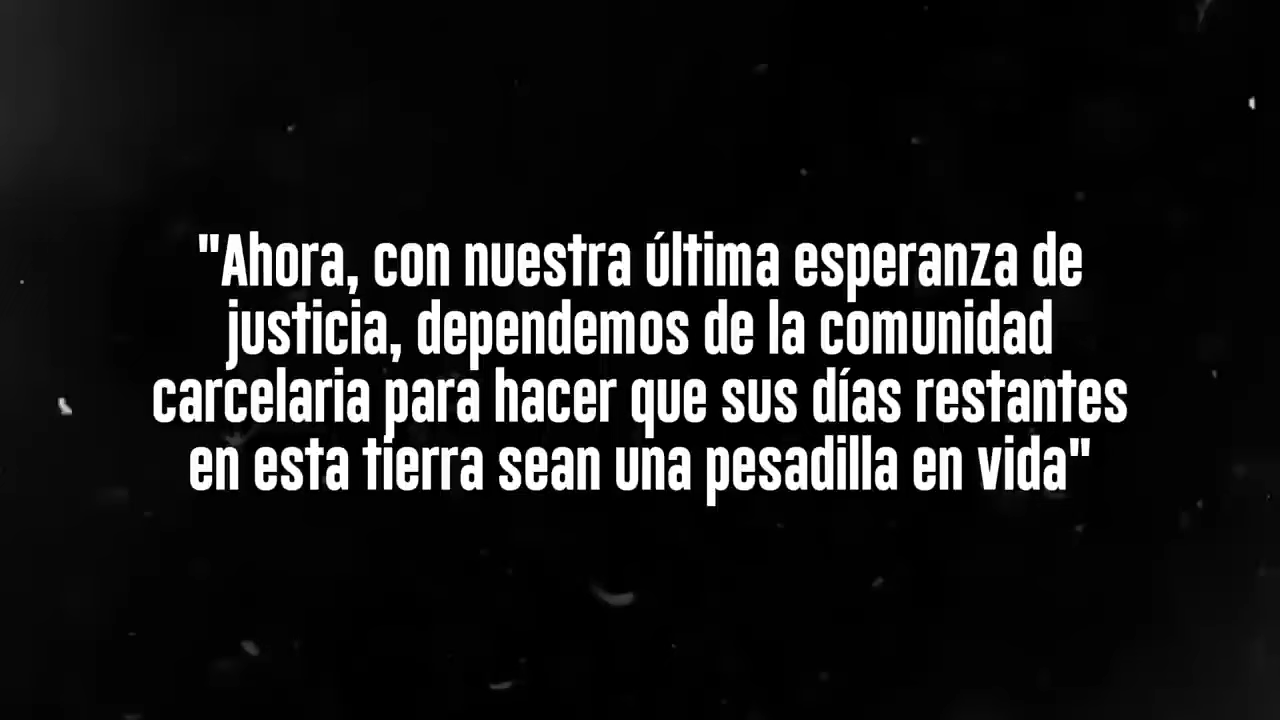 "Ahora, con nuestra última esperanza de
justicia, dependemos de la comunidad
carcelaria para hacer que sus días restantes
en esta tierra sean una pesadilla en vida"